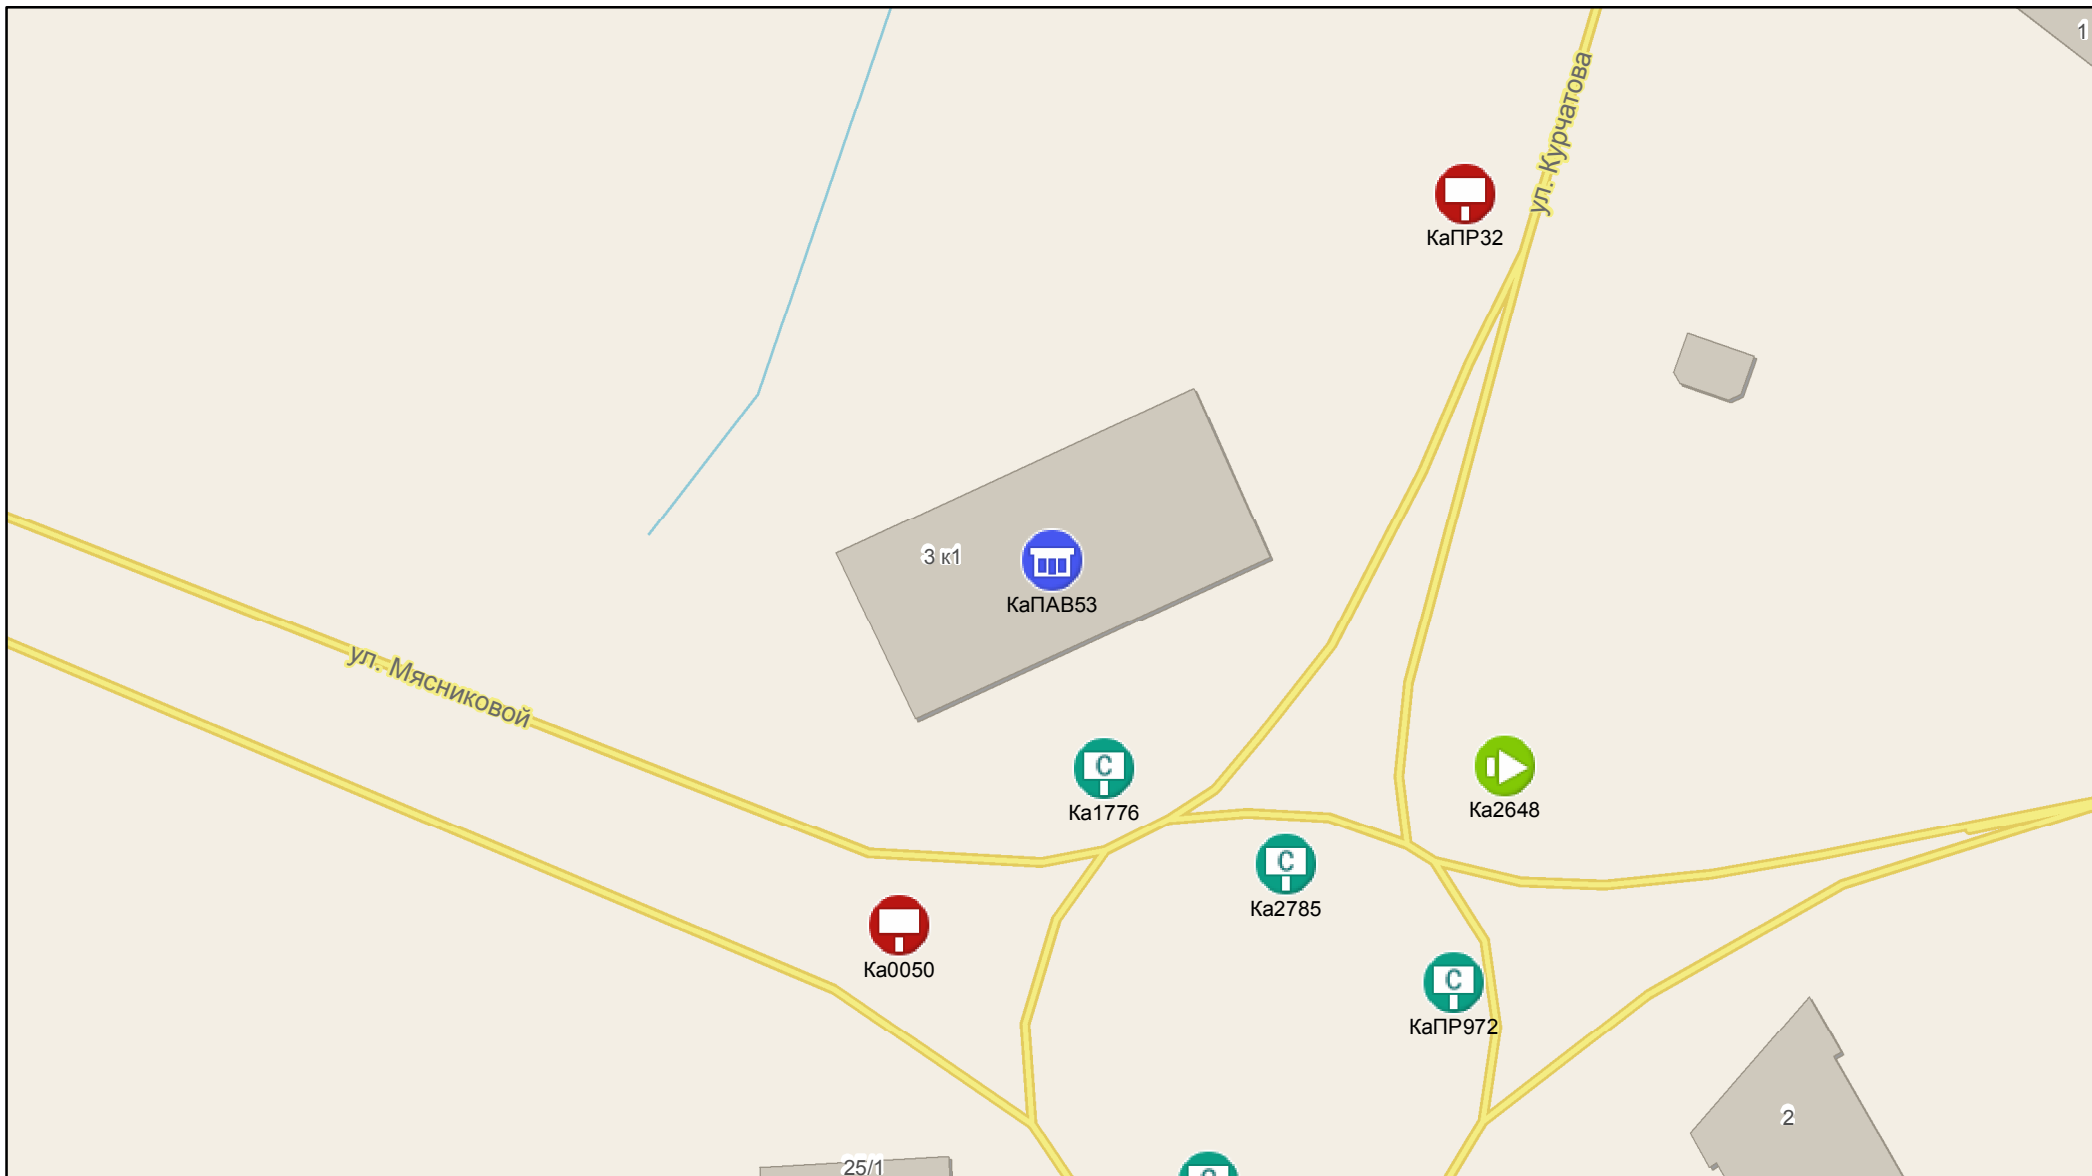 1
ул. Курчатова
КаПР32
3 к1
КаПАВ53
ул. Мясниковой
С
Ка1776
Ка2648
С
Ка2785
Ка0050
С
КаПР972
2
25/1
С